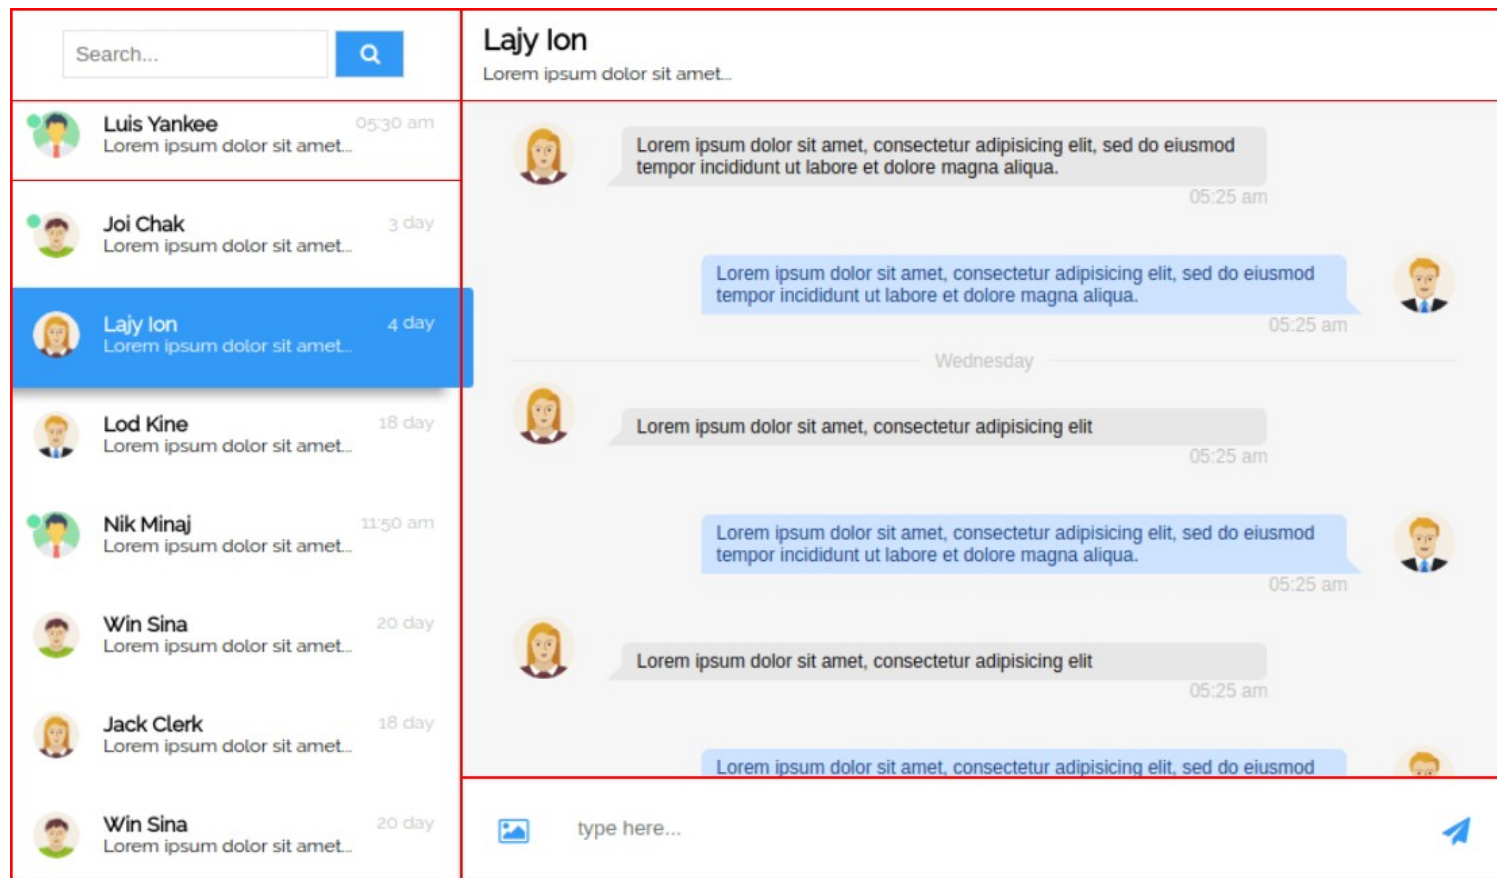 Search...
Luis Yankee
05:30 am
Lorem ipsum dolor sit amet...
Joi Chak
3 day
Lorem ipsum dolor sit amet...
Lajy Ion
4 day
Lorem ipsum dolor sit amet...
Lod Kine
18 day
Lorem ipsum dolor sit amet...
Nik Minaj
11:50 am
Lorem ipsum dolor sit amet...
Win Sina
20 day
Lorem ipsum dolor sit amet...
Jack Clerk
18 day
Lorem ipsum dolor sit amet...
Win Sina
20 day
Lorem ipsum dolor sit amet...
Lajy Ion
Lorem ipsum dolor sit amet...
Lorem ipsum dolor sit amet, consectetur adipisicing elit, sed do eiusmod
tempor incididunt ut labore et dolore magna aliqua.
05:25 am
Lorem ipsum dolor sit amet, consectetur adipisicing elit, sed do eiusmod
tempor incididunt ut labore et dolore magna aliqua.
05:25 am
Wednesday
Lorem ipsum dolor sit amet, consectetur adipisicing elit
05:25 am
Lorem ipsum dolor sit amet, consectetur adipisicing elit, sed do eiusmod
tempor incididunt ut labore et dolore magna aliqua.
05:25 am
Lorem ipsum dolor sit amet, consectetur adipisicing elit
05:25 am
Lorem ipsum dolor sit amet, consectetur adipisicing elit, sed do eiusmod
type here...